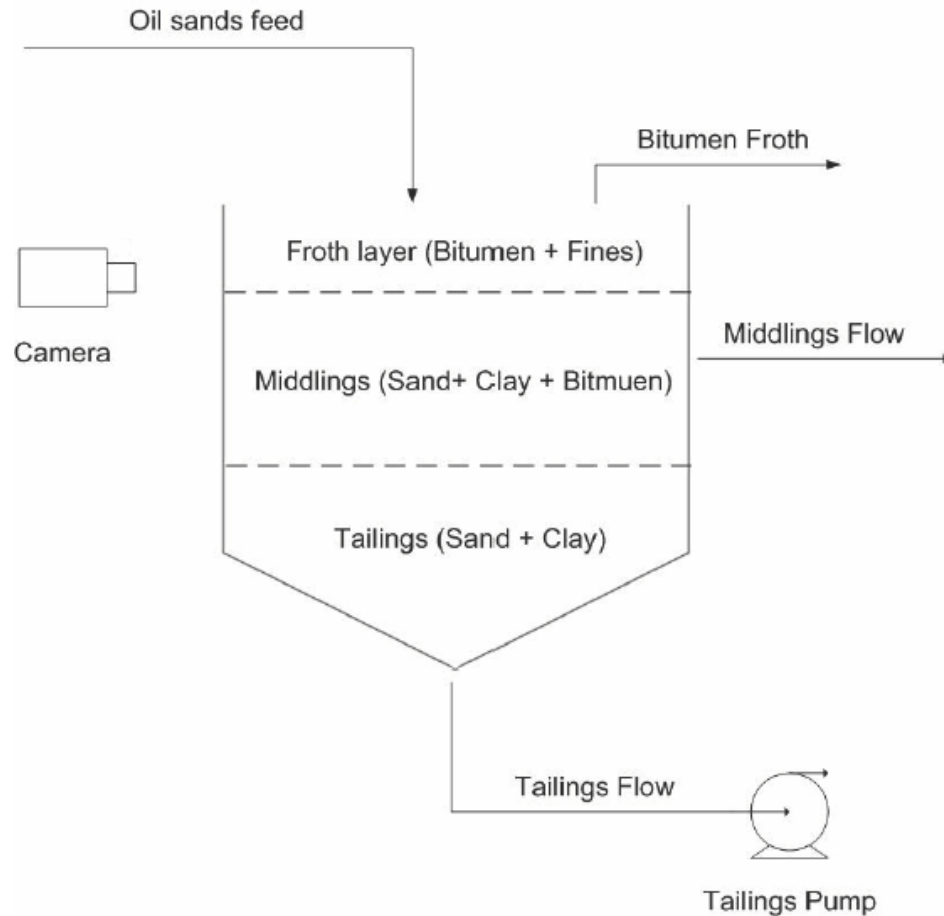 Oil sands feed
Bitumen Froth
Froth layer (Bitumen + Fines)
Camera
Middlings Flow
Middlings (Sand+ Clay + Bitmuen)
Tailings (Sand + Clay)
Tailings Flow
Tailings Pump